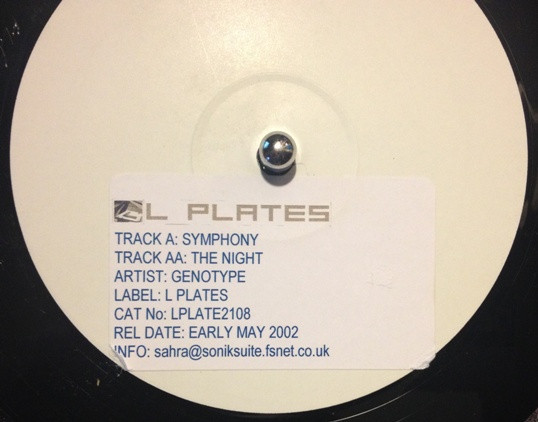 L_PLATES
TRACK A: SYMPHONY
TRACK AA: THE NIGHT
ARTIST: GENOTYPE
LABEL: L PLATES
CAT No: LPLATE2108
REL DATE: EARLY MAY 2002
INFO: sahra@soniksuite.fsnet.co.uk